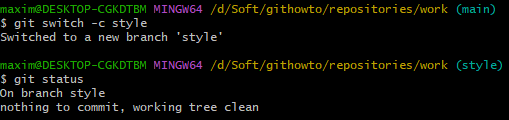 maxim@DESKTOP-CGKDTBM MINGW64 /d/Soft/githowto/repositories/work (main)
$ git switch -c style
Switched to a new branch 'style'
maxim@DESKTOP-CGKDTBM MINGW64 /d/Soft/githowto/repositories/work (style)
$ git status
On branch style
nothing to commit, working tree clean